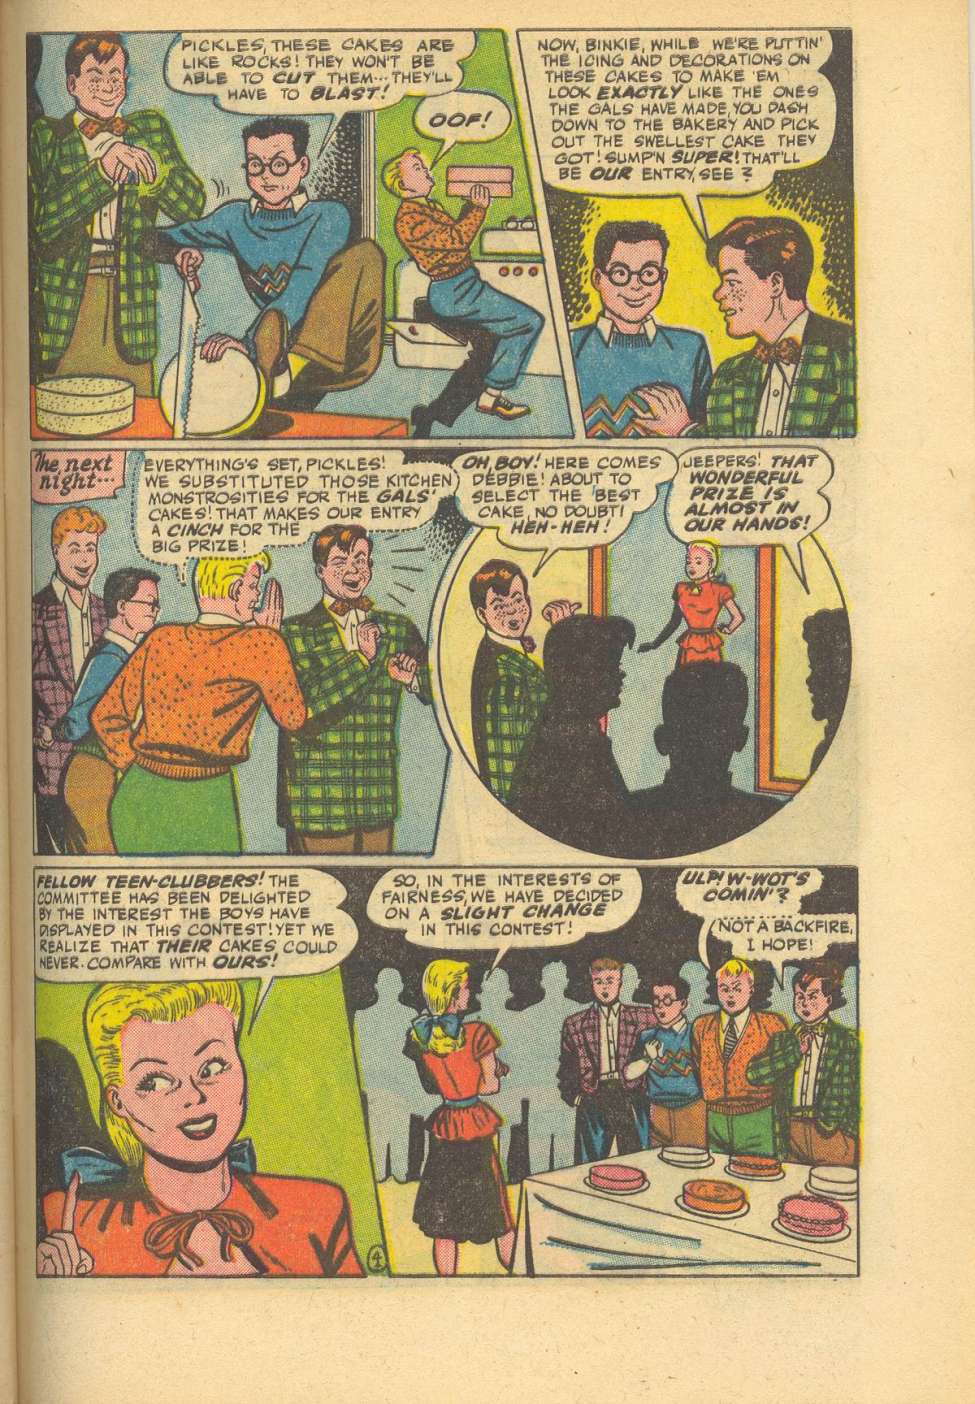 PICKLES, THESE CAKES ARE
LIKE ROCKS! THEY WON'T BE
ABLE TO CUT THEM... THEY'LL
HAVE TO BLAST!
OOF!
NOW, BINKIE, WHILE WE'RE PUTTIN'
THE ICING AND DECORATIONS ON
THESE CAKES TO MAKE 'EM
LOOK EXACTLY LIKE THE ONES
THE GALS HAVE MADE, YOU DASH
DOWN TO THE BAKERY AND PICK
OUT THE SWELLEST CAKE THEY
GOT! SUMP'N SUPER! THAT'LL
BE OUR ENTRY, SEE?
The next
night...
EVERYTHING'S SET, PICKLES!
WE SUBSTITUTED THOSE KITCHEN
MONSTROSITIES FOR THE GALS'
CAKES! THAT MAKES OUR ENTRY
A CINCH FOR THE
BIG PRIZE!
OH, BOY! HERE COMES
DEBBIE! ABOUT TO
SELECT THE BEST
CAKE, NO DOUBT!
HEH-HEH!
JEEPERS! THAT
WONDERFUL
PRIZE IS
ALMOST IN
OUR HANDS!
FELLOW TEEN-CLUBBERS! THE
COMMITTEE HAS BEEN DELIGHTED
BY THE INTEREST THE BOYS HAVE
DISPLAYED IN THIS CONTEST! YET WE
REALIZE THAT THEIR CAKES COULD
NEVER COMPARE WITH OURS!
SO, IN THE INTERESTS OF
FAIRNESS, WE HAVE DECIDED
ON A SLIGHT CHANGE
IN THIS CONTEST!
ULP! W-WOT'S
COMIN'?
NOT A BACKFIRE,
I HOPE!
4